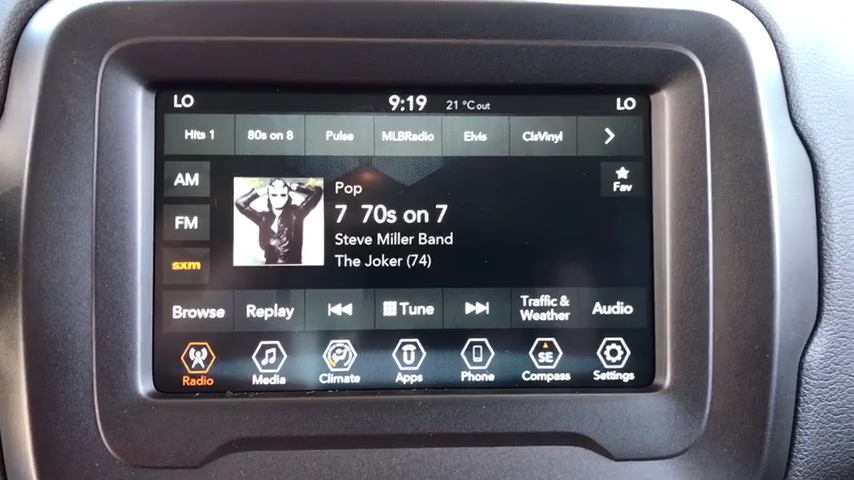 LO 9:19 21 °C out LO
Hits 1 80s on 8 Pulse MLBRadio Elvis ClsVinyl
AM
FM
sxm
Pop
7 70s on 7
Steve Miller Band
The Joker (74)
Fav
Browse Replay Tune Traffic & Weather Audio
Radio Media Climate Apps Phone SE Compass Settings